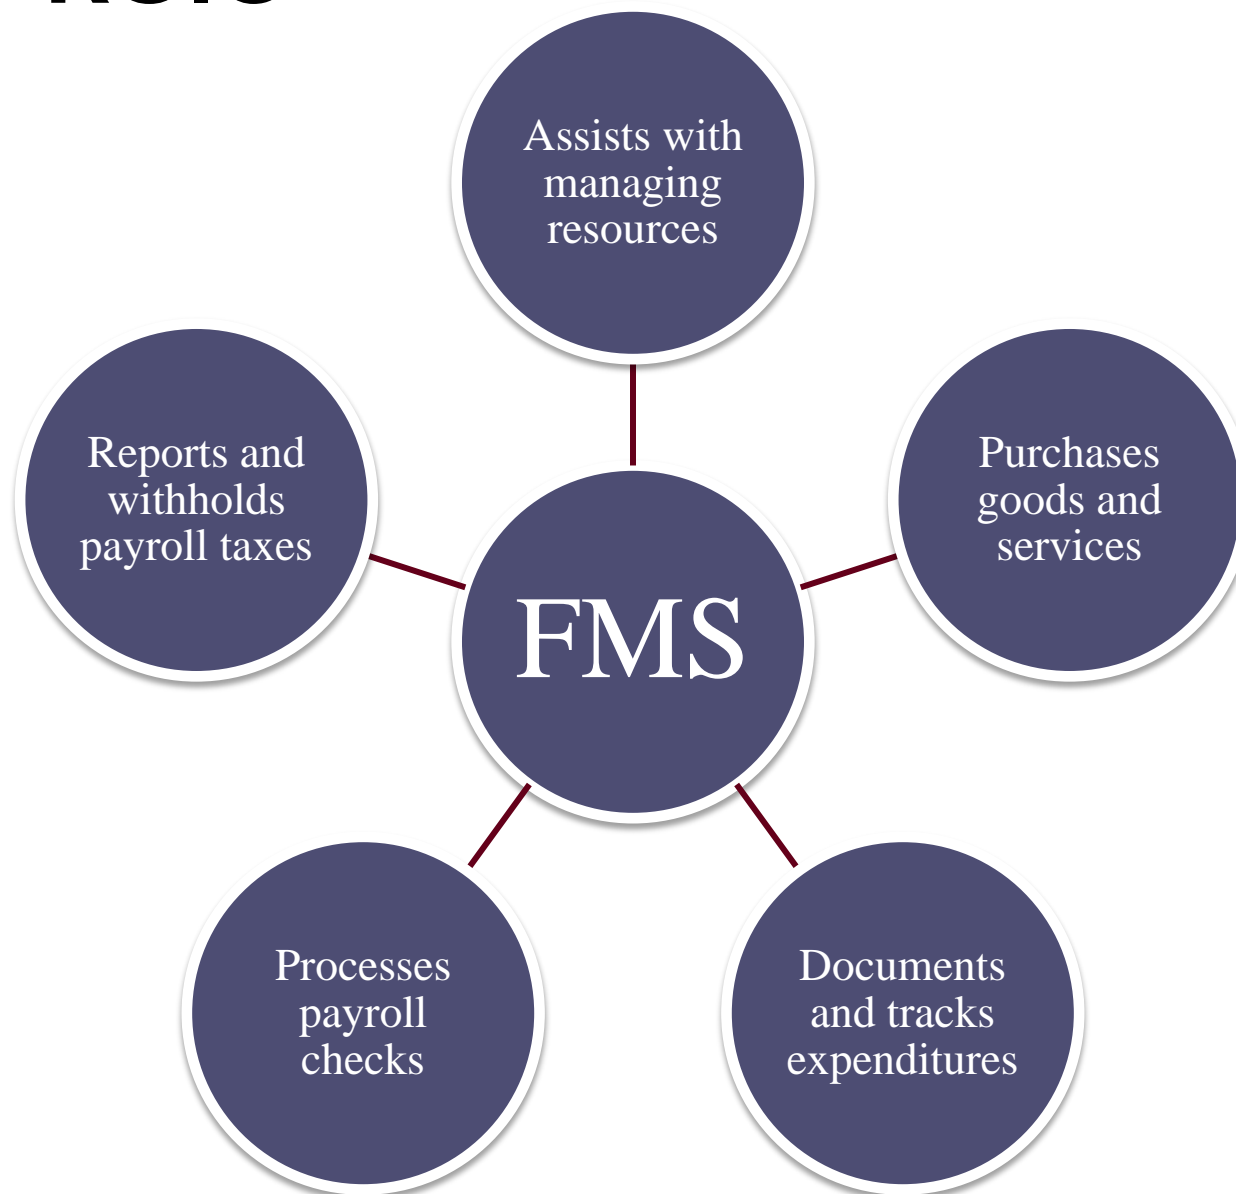 Assists with
managing
resources
Reports and
withholds
payroll taxes
Purchases
goods and
services
FMS
Processes
payroll
checks
Documents
and tracks
expenditures